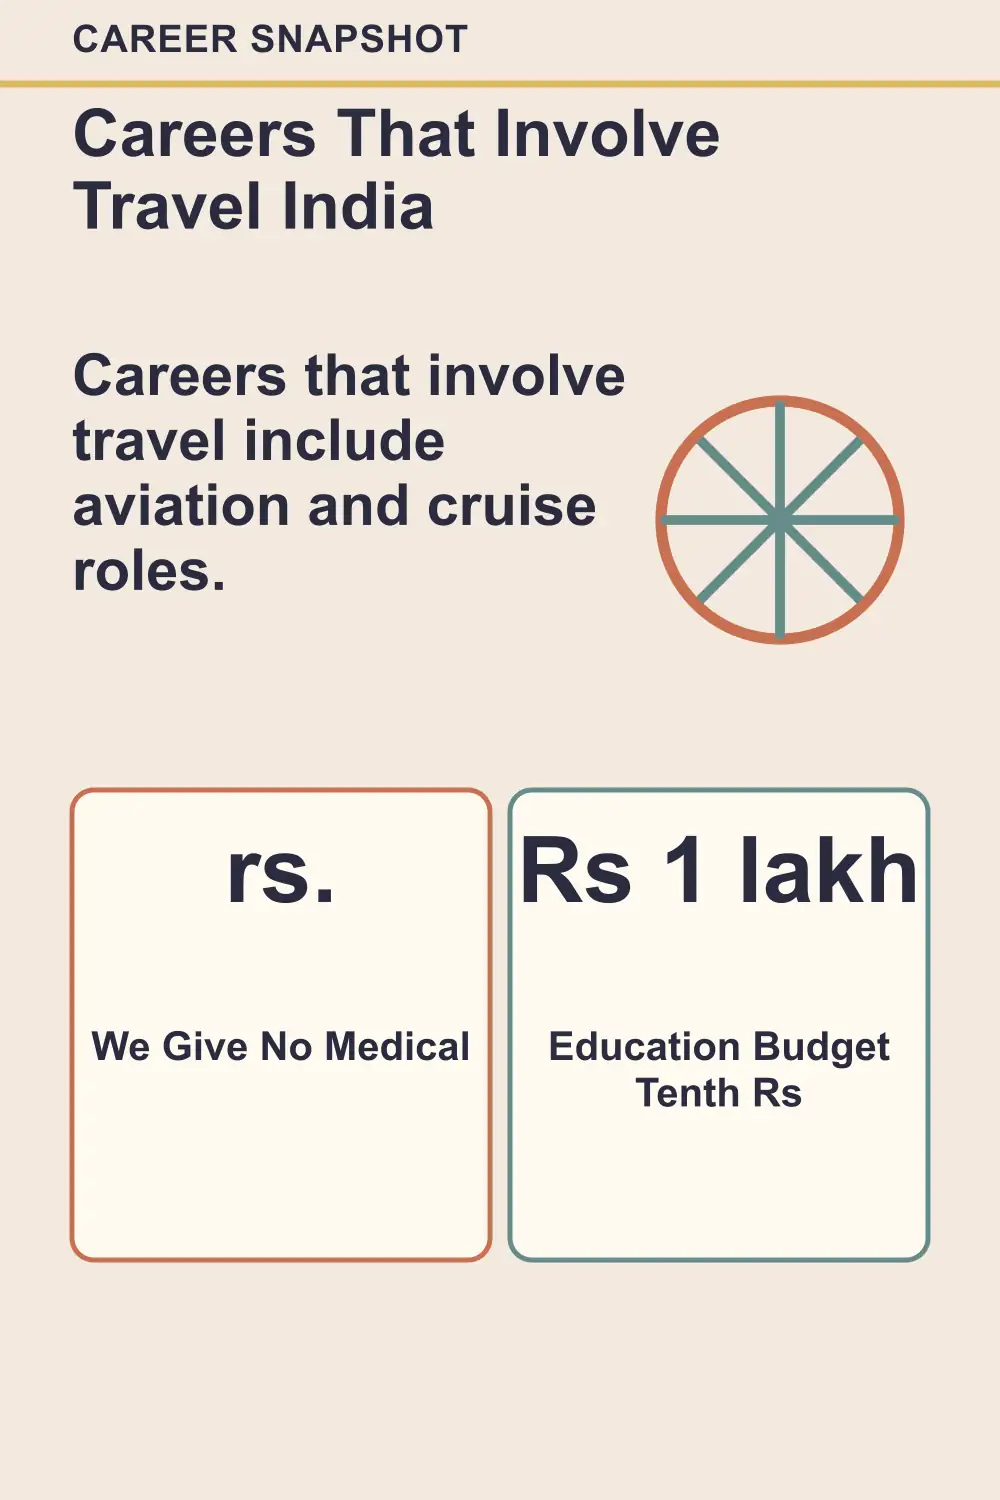 CAREER SNAPSHOT
Careers That Involve
Travel India
Careers that involve
travel include
aviation and cruise
roles.
rs.
We Give No Medical
Rs 1 lakh
Education Budget
Tenth Rs